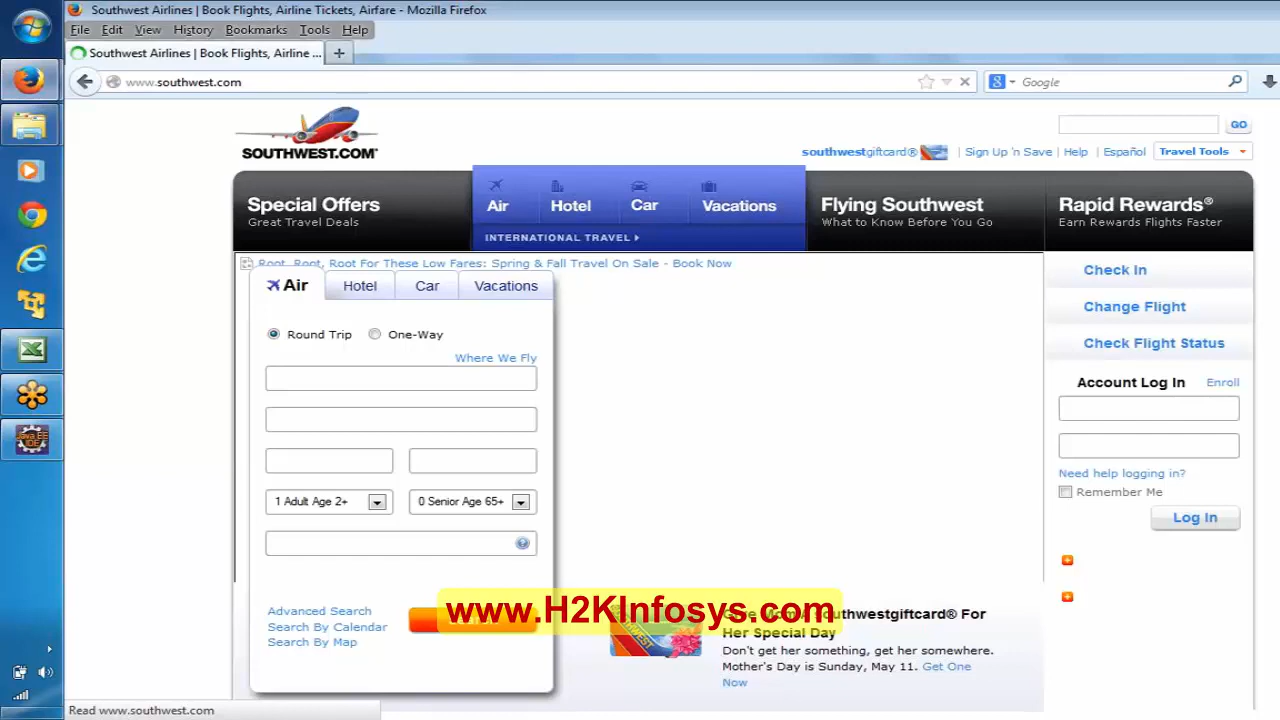 Southwest Airlines | Book Flights, Airline Tickets, Airfare - Mozilla Firefox
File Edit View History Bookmarks Tools Help
Southwest Airlines | Book Flights, Airline ...
www.southwest.com
Google
SOUTHWEST.COM
GO
southwestgiftcard® | Sign Up 'n Save | Help | Español Travel Tools
Special Offers
Great Travel Deals
Air Hotel Car Vacations
INTERNATIONAL TRAVEL
Flying Southwest
What to Know Before You Go
Rapid Rewards®
Earn Rewards Flights Faster
Root, Root, Root For These Low Fares: Spring & Fall Travel On Sale - Book Now
Air Hotel Car Vacations
Round Trip One-Way
Where We Fly
1 Adult Age 2+ 0 Senior Age 65+
Advanced Search
Search By Calendar
Search By Map
Check In
Change Flight
Check Flight Status
Account Log In Enroll
Need help logging in?
Remember Me
Log In
www.H2KInfosys.com
southwestgiftcard® For
Her Special Day
Don't get her something, get her somewhere.
Mother's Day is Sunday, May 11. Get One
Now
Java EE
IDE
Read www.southwest.com